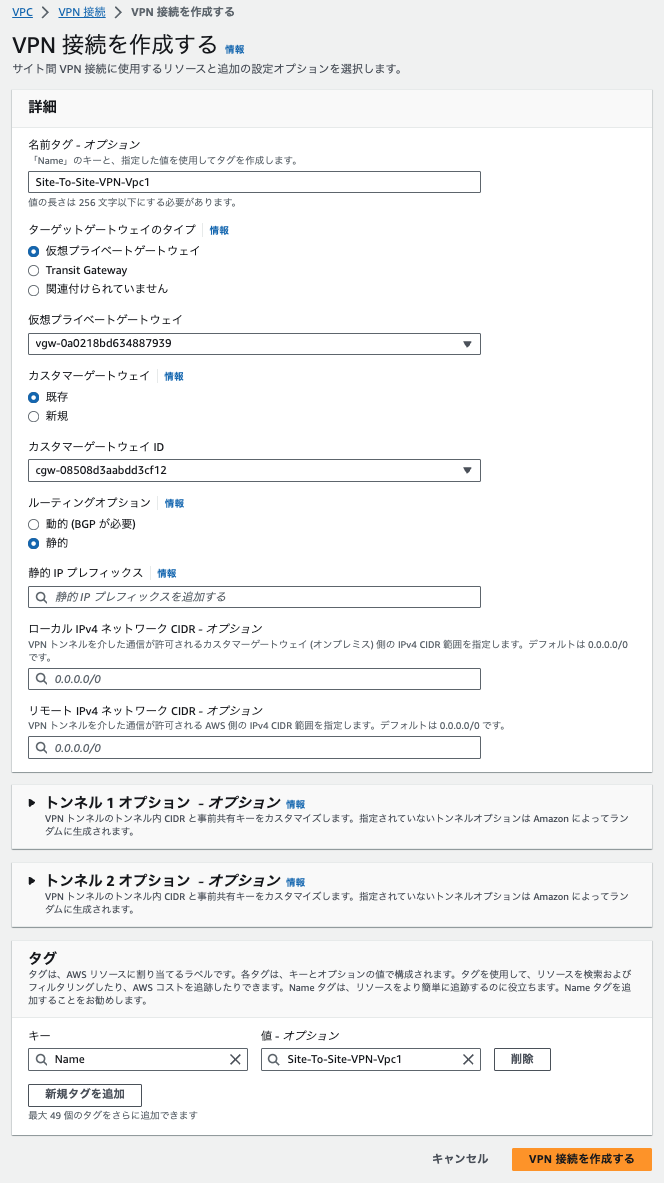 VPC > VPN 接続 > VPN 接続を作成する
VPN 接続を作成する 情報
サイト間 VPN 接続に使用するリソースと追加の設定オプションを選択します。
詳細
名前タグ - オプション
「Name」のキーと、指定した値を使用してタグを作成します。
Site-To-Site-VPN-Vpc1
値の長さは 256 文字以下にする必要があります。
ターゲットゲートウェイのタイプ 情報
仮想プライベートゲートウェイ
Transit Gateway
関連付けられていません
仮想プライベートゲートウェイ
vgw-0a0218bd634887939
カスタマーゲートウェイ 情報
既存
新規
カスタマーゲートウェイ ID
cgw-08508d3aabdd3cf12
ルーティングオプション 情報
動的 (BGP が必要)
静的
静的 IP プレフィックス 情報
静的 IP プレフィックスを追加する
ローカル IPv4 ネットワーク CIDR - オプション
VPN トンネルを介した通信が許可されるカスタマーゲートウェイ (オンプレミス) 側の IPv4 CIDR 範囲を指定します。デフォルトは 0.0.0.0/0
です。
0.0.0.0/0
リモート IPv4 ネットワーク CIDR - オプション
VPN トンネルを介した通信が許可される AWS 側の IPv4 CIDR 範囲を指定します。デフォルトは 0.0.0.0/0 です。
0.0.0.0/0
トンネル 1 オプション - オプション 情報
VPN トンネルのトンネル内 CIDR と事前共有キーをカスタマイズします。指定されていないトンネルオプションは Amazon によってラン
ダムに生成されます。
トンネル 2 オプション - オプション 情報
VPN トンネルのトンネル内 CIDR と事前共有キーをカスタマイズします。指定されていないトンネルオプションは Amazon によってラン
ダムに生成されます。
タグ
タグは、AWS リソースに割り当てるラベルです。各タグは、キーとオプションの値で構成されます。タグを使用して、リソースを検索および
フィルタリングしたり、AWS コストを追跡したりできます。Name タグは、リソースをより簡単に追跡するのに役立ちます。Name タグを追
加することをお勧めします。
キー 値 - オプション
Name Site-To-Site-VPN-Vpc1 削除
新規タグを追加
最大 49 個のタグをさらに追加できます
キャンセル VPN 接続を作成する